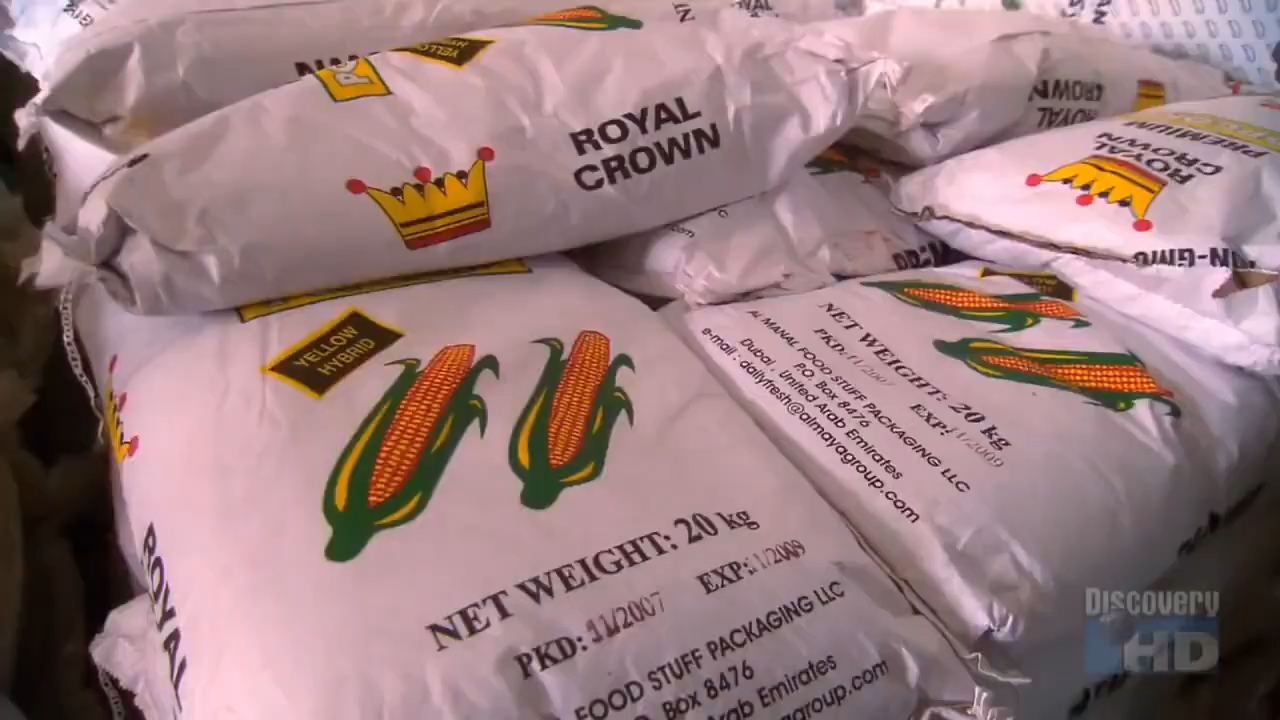 YELLOW
ROYAL
CROWN
ROYAL
CROWN
ROYAL
CROWN
PREMIUM
NON-GMO
YELLOW
HYBRID
NET WEIGHT: 20 kg
PKD: 11/2007 EXP: 11/2009
AL MANAL FOOD STUFF PACKAGING LLC
P.O. Box 8476
Dubai, United Arab Emirates
e-mail : dailyfresh@almayagroup.com
NET WEIGHT: 20 kg
PKD: 11/2007 EXP: 11/2009
FOOD STUFF PACKAGING LLC
Box 8476
Emirates
ROYAL
Discovery
HD